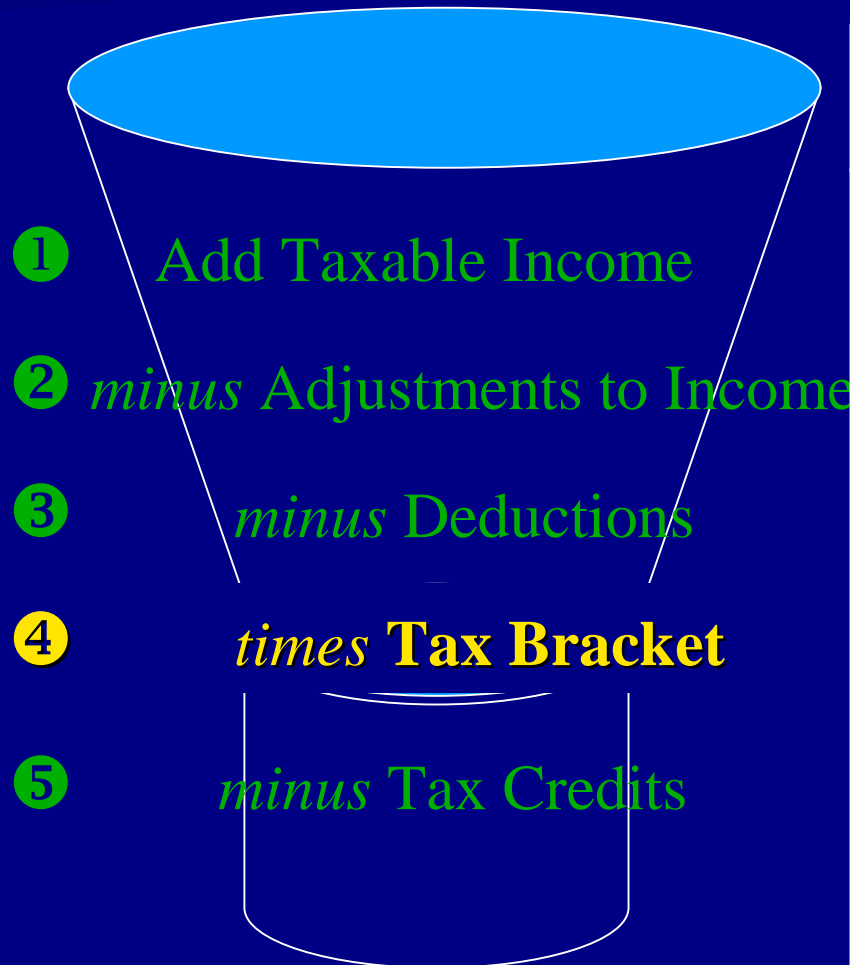 ❶ Add Taxable Income
❷ minus Adjustments to Income
❸ minus Deductions
❹ times Tax Bracket
❺ minus Tax Credits